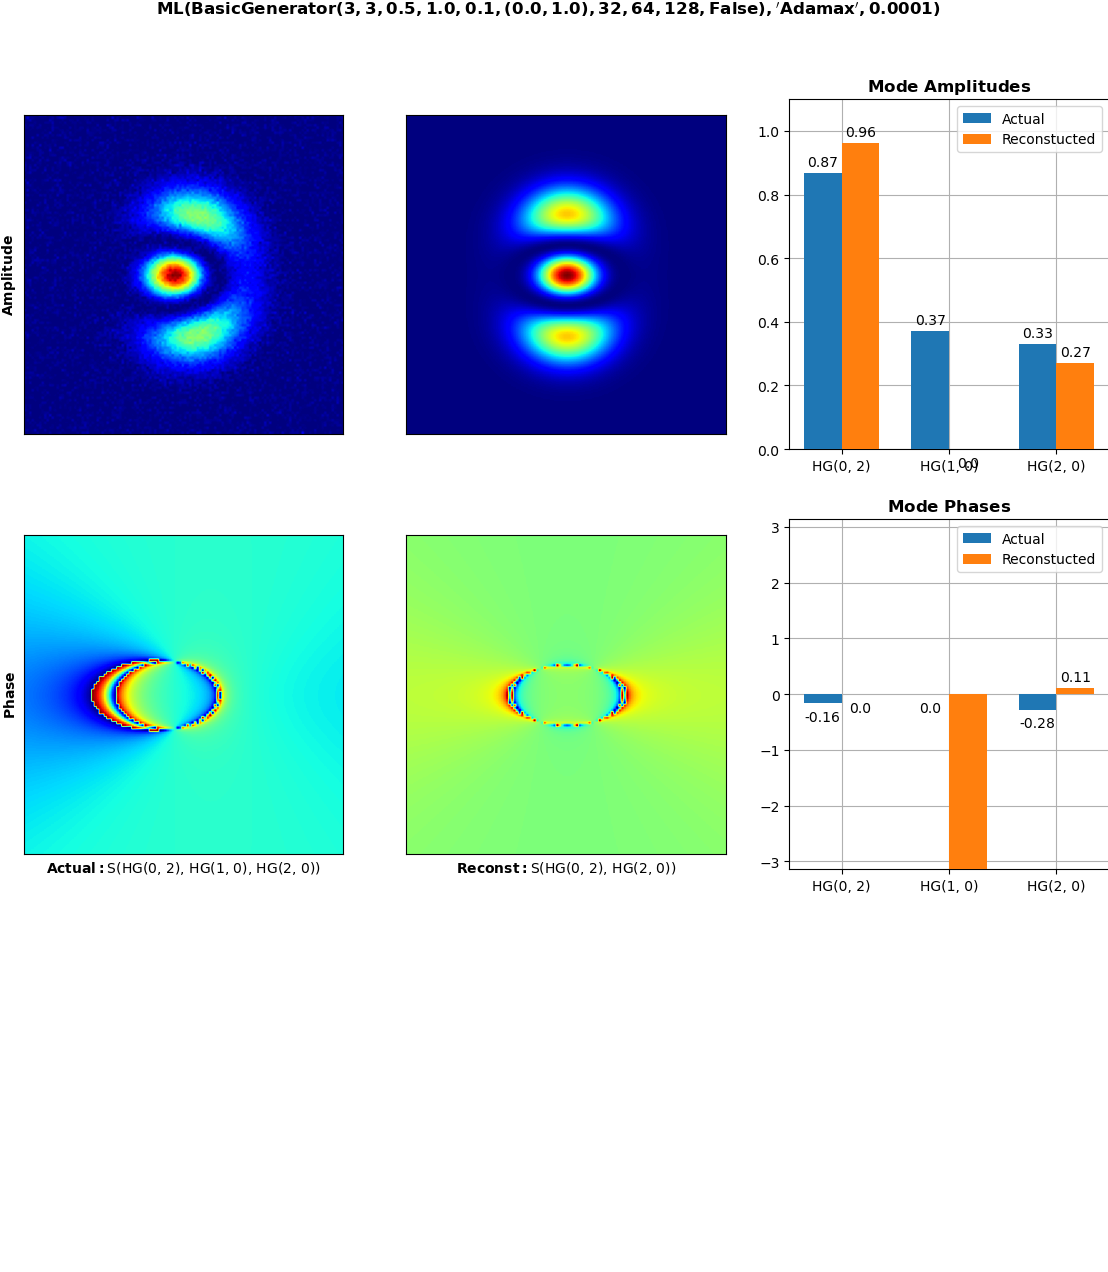 ML(BasicGenerator(3, 3, 0.5, 1.0, 0.1, (0.0, 1.0), 32, 64, 128, False), ′Adamax′, 0.0001)
Amplitude
Mode Amplitudes
Actual
Reconstucted
1.0
0.8
0.6
0.4
0.2
0.0
0.87
0.96
0.37
0.0
0.33
0.27
HG(0, 2)
HG(1, 0)
HG(2, 0)
Phase
Actual: S(HG(0, 2), HG(1, 0), HG(2, 0))
Reconst: S(HG(0, 2), HG(2, 0))
Mode Phases
Actual
Reconstucted
3
2
1
0
−1
−2
−3
-0.16
0.0
0.0
-0.28
0.11
HG(0, 2)
HG(1, 0)
HG(2, 0)